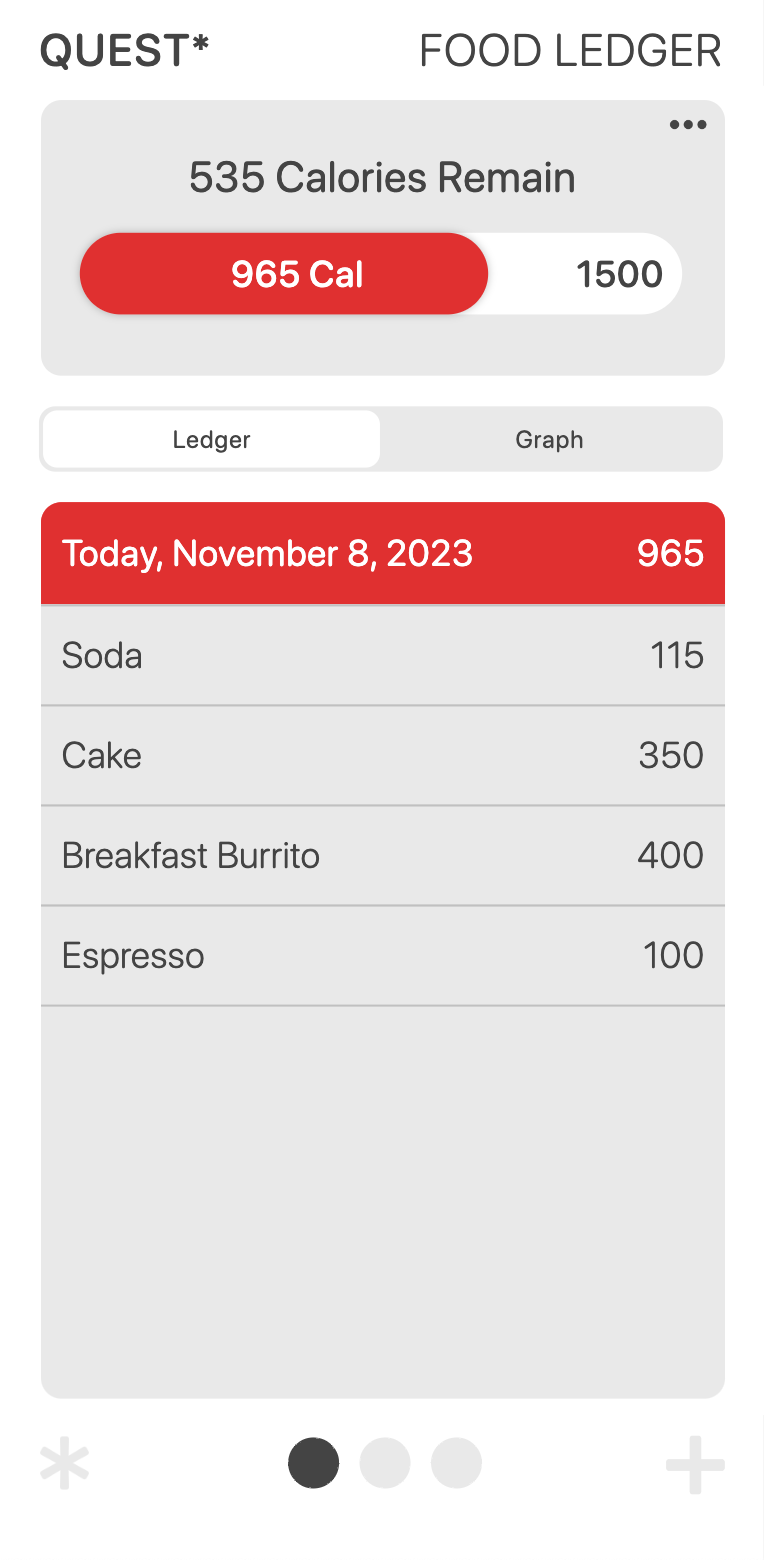 QUEST* FOOD LEDGER
535 Calories Remain
965 Cal 1500
Ledger Graph
Today, November 8, 2023 965
Soda 115
Cake 350
Breakfast Burrito 400
Espresso 100